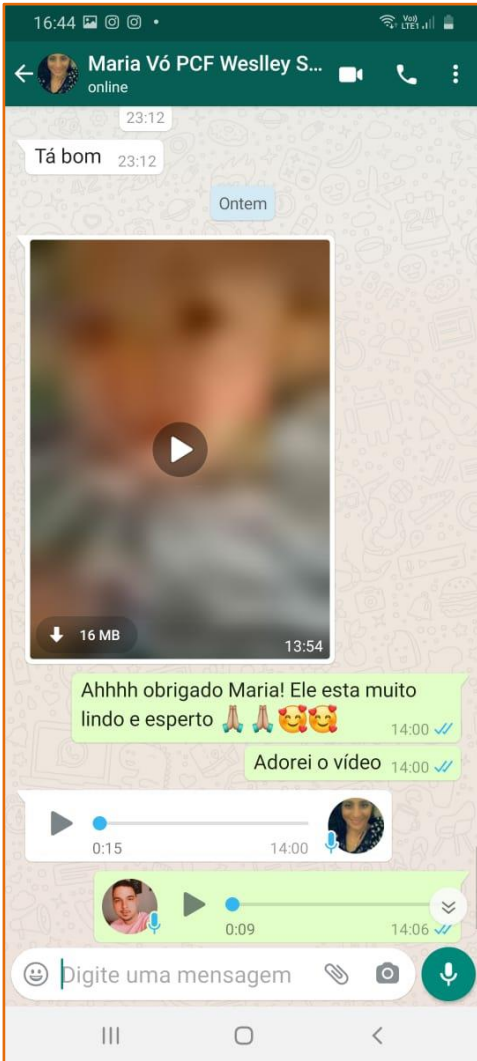 16:44
Voo) LTE1
Maria Vó PCF Weslley S...
online
23:12
Tá bom 23:12
Ontem
16 MB
13:54
Ahhhh obrigado Maria! Ele esta muito
lindo e esperto 🙏🏼 🙏🏼🥰🥰
14:00
Adorei o vídeo 14:00
0:15 14:00
0:09 14:06
Digite uma mensagem